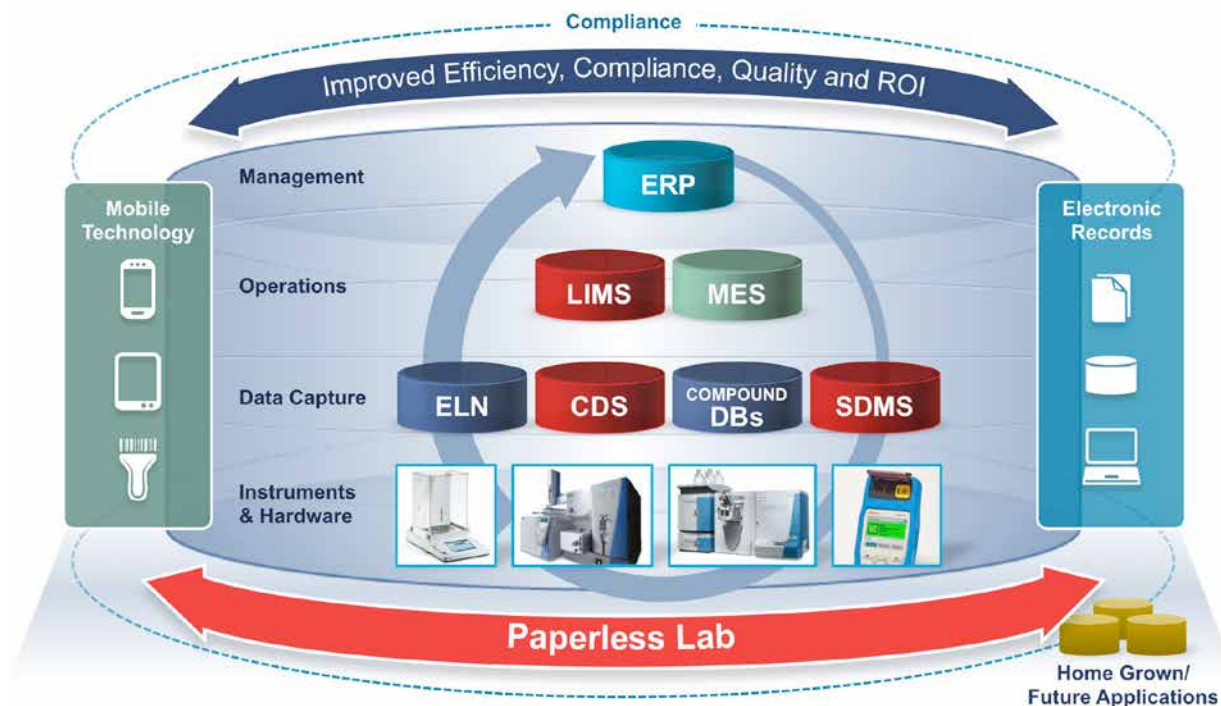 Compliance
Improved Efficiency, Compliance, Quality and ROI
Management
ERP
Mobile
Technology
Electronic
Records
Operations
LIMS
MES
Data Capture
ELN
CDS
COMPOUND
DBs
SDMS
Instruments
& Hardware
Paperless Lab
Home Grown/
Future Applications